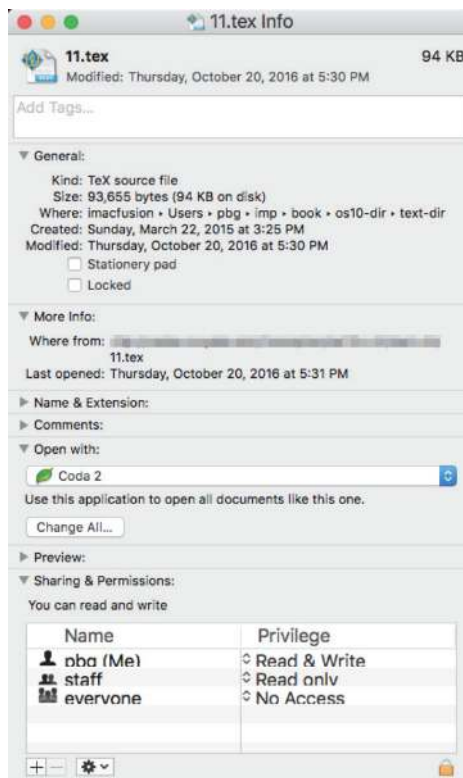 11.tex Info
11.tex 94 KB
Modified: Thursday, October 20, 2016 at 5:30 PM
Add Tags...
General:
Kind: TeX source file
Size: 93,655 bytes (94 KB on disk)
Where: imacfusion ‣ Users ‣ pbg ‣ imp ‣ book ‣ os10-dir ‣ text-dir
Created: Sunday, March 22, 2015 at 3:25 PM
Modified: Thursday, October 20, 2016 at 5:30 PM
Stationery pad
Locked
More Info:
Where from:
11.tex
Last opened: Thursday, October 20, 2016 at 5:31 PM
Name & Extension:
Comments:
Open with:
Coda 2
Use this application to open all documents like this one.
Change All...
Preview:
Sharing & Permissions:
You can read and write
Name Privilege
pbg (Me) Read & Write
staff Read only
everyone No Access